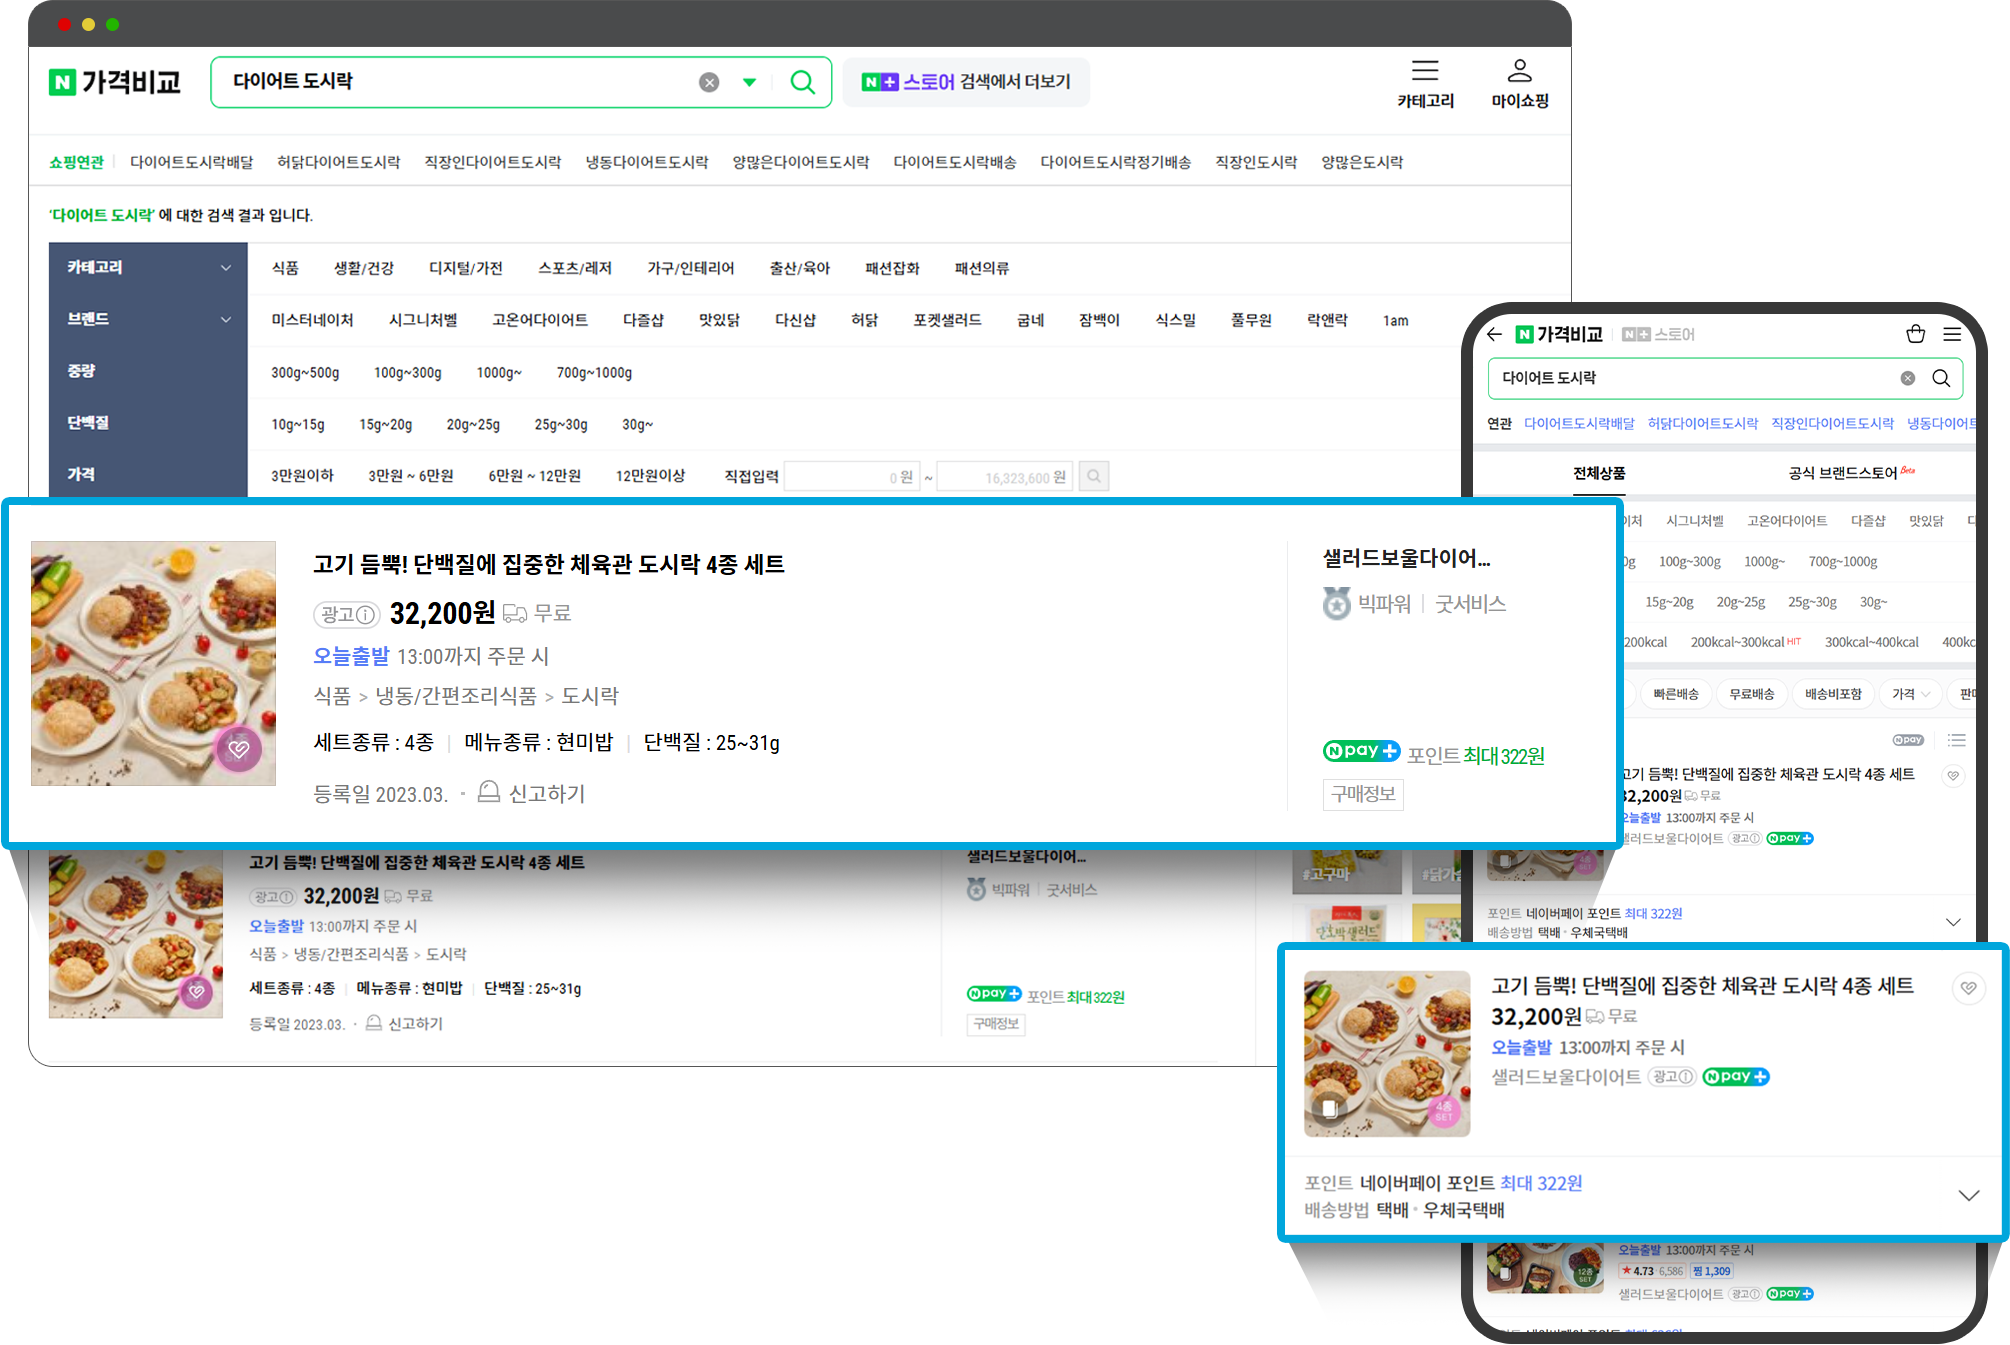 N 가격비교
다이어트 도시락
N+ 스토어 검색에서 더보기
카테고리
마이쇼핑
쇼핑연관
다이어트도시락배달 허닭다이어트도시락 직장인다이어트도시락 냉동다이어트도시락 양많은다이어트도시락 다이어트도시락배송 다이어트도시락정기배송 직장인도시락 양많은도시락
'다이어트 도시락' 에 대한 검색 결과 입니다.
카테고리 식품 생활/건강 디지털/가전 스포츠/레저 가구/인테리어 출산/육아 패션잡화 패션의류
브랜드 미스터네이처 시그니처벨 고온어다이어트 다즐샵 맛있닭 다신샵 허닭 포켓샐러드 굽네 잠백이 식스밀 풀무원 락앤락 1am
중량 300g~500g 100g~300g 1000g~ 700g~1000g
단백질 10g~15g 15g~20g 20g~25g 25g~30g 30g~
가격 3만원이하 3만원 ~ 6만원 6만원 ~ 12만원 12만원이상 직접입력 0 원 ~ 16,323,600 원
고기 듬뿍! 단백질에 집중한 체육관 도시락 4종 세트
광고 32,200원 무료
오늘출발 13:00까지 주문 시
식품 > 냉동/간편조리식품 > 도시락
세트종류 : 4종 | 메뉴종류 : 현미밥 | 단백질 : 25~31g
등록일 2023.03. · 신고하기
샐러드보울다이어...
빅파워 | 굿서비스
N pay+ 포인트 최대 322원
구매정보
고기 듬뿍! 단백질에 집중한 체육관 도시락 4종 세트
광고 32,200원 무료
오늘출발 13:00까지 주문 시
식품 > 냉동/간편조리식품 > 도시락
세트종류 : 4종 | 메뉴종류 : 현미밥 | 단백질 : 25~31g
등록일 2023.03. · 신고하기
샐러드보울다이어...
빅파워 | 굿서비스
N pay+ 포인트 최대 322원
구매정보
#고구마
#닭가슴
단호박샐러드
N 가격비교 N+ 스토어
다이어트 도시락
연관 다이어트도시락배달 허닭다이어트도시락 직장인다이어트도시락 냉동다이어트
전체상품 공식 브랜드스토어 Beta
이처 시그니처벨 고온어다이어트 다즐샵 맛있닭
0g 100g~300g 1000g~ 700g~1000g
15g~20g 20g~25g 25g~30g 30g~
200kcal 200kcal~300kcal HIT 300kcal~400kcal 400kc
빠른배송 무료배송 배송비포함 가격 판매
N pay
고기 듬뿍! 단백질에 집중한 체육관 도시락 4종 세트
32,200원 무료
오늘출발 13:00까지 주문 시
샐러드보울다이어트 광고 N pay+
포인트 네이버페이 포인트 최대 322원
배송방법 택배 · 우체국택배
고기 듬뿍! 단백질에 집중한 체육관 도시락 4종 세트
32,200원 무료
오늘출발 13:00까지 주문 시
샐러드보울다이어트 광고 N pay+
4종
SET
포인트 네이버페이 포인트 최대 322원
배송방법 택배 · 우체국택배
오늘출발 13:00까지 주문 시
★ 4.73 · 6,586 찜 1,309
샐러드보울다이어트 광고 N pay+
12종
SET